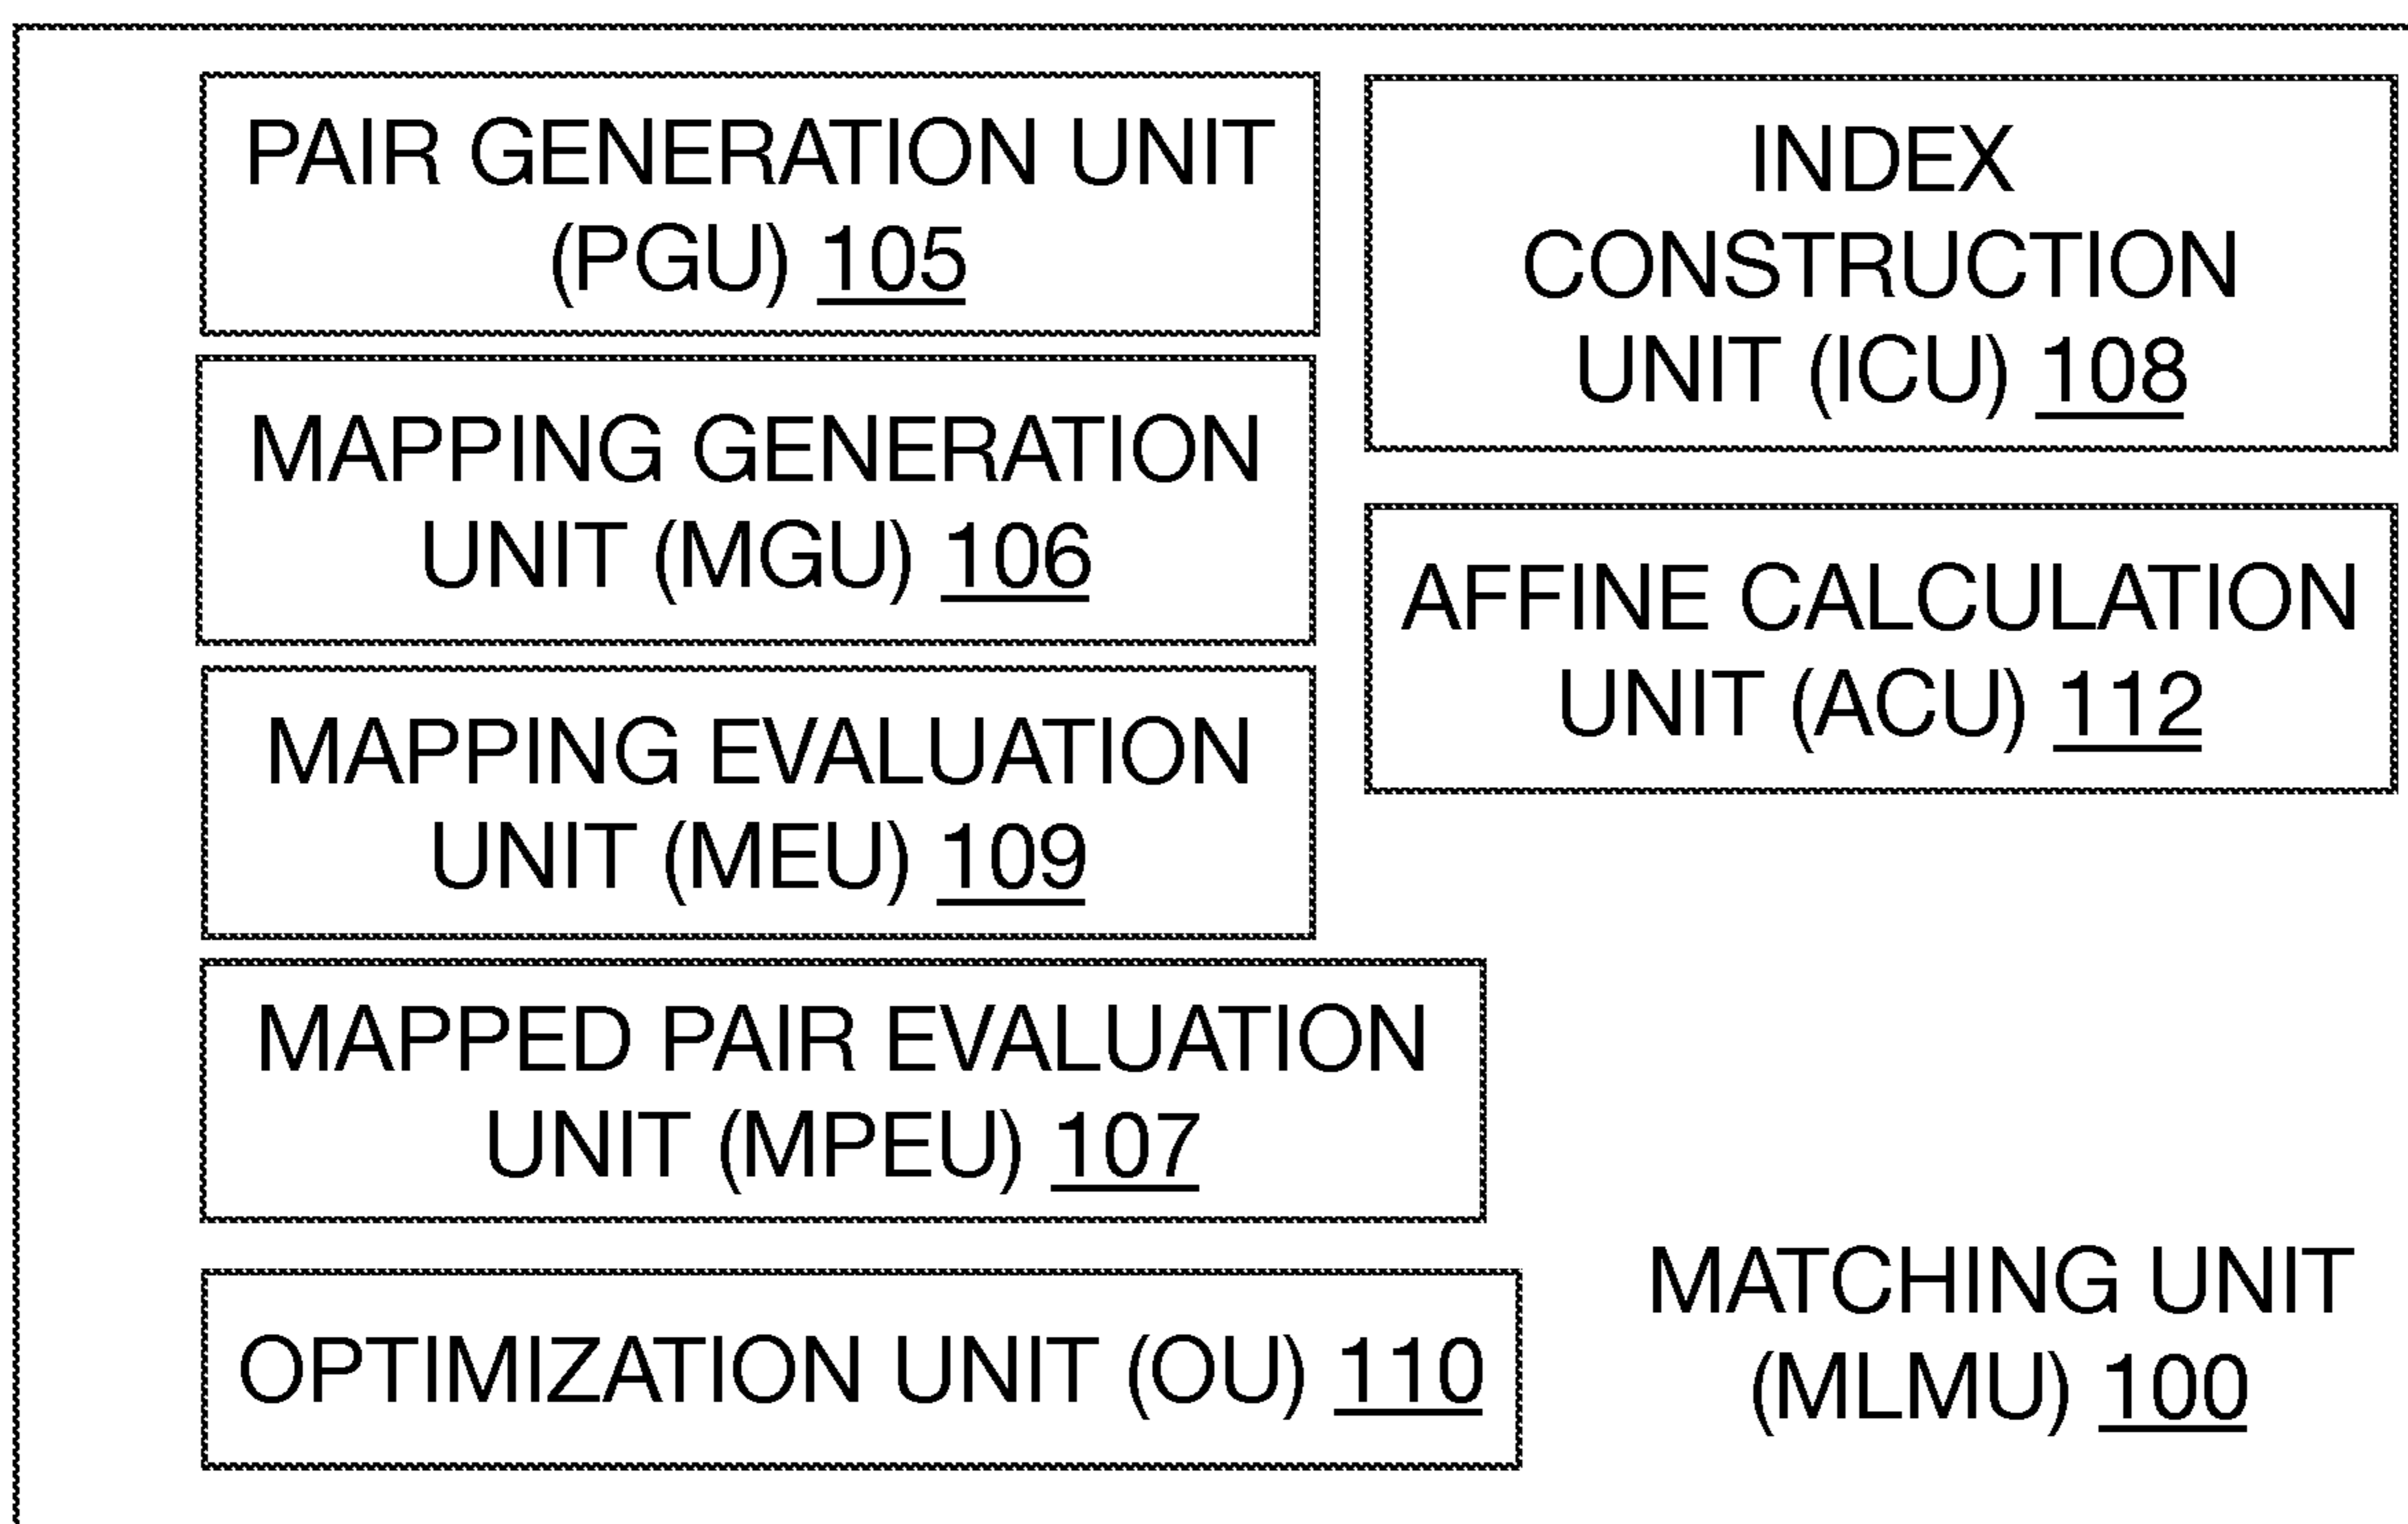 PAIR GENERATION UNIT
(PGU) 105
MAPPING GENERATION
UNIT (MGU) 106
MAPPING EVALUATION
UNIT (MEU) 109
MAPPED PAIR EVALUATION
UNIT (MPEU) 107
OPTIMIZATION UNIT (OU) 110
INDEX
CONSTRUCTION
UNIT (ICU) 108
AFFINE CALCULATION
UNIT (ACU) 112
MATCHING UNIT
(MLMU) 100